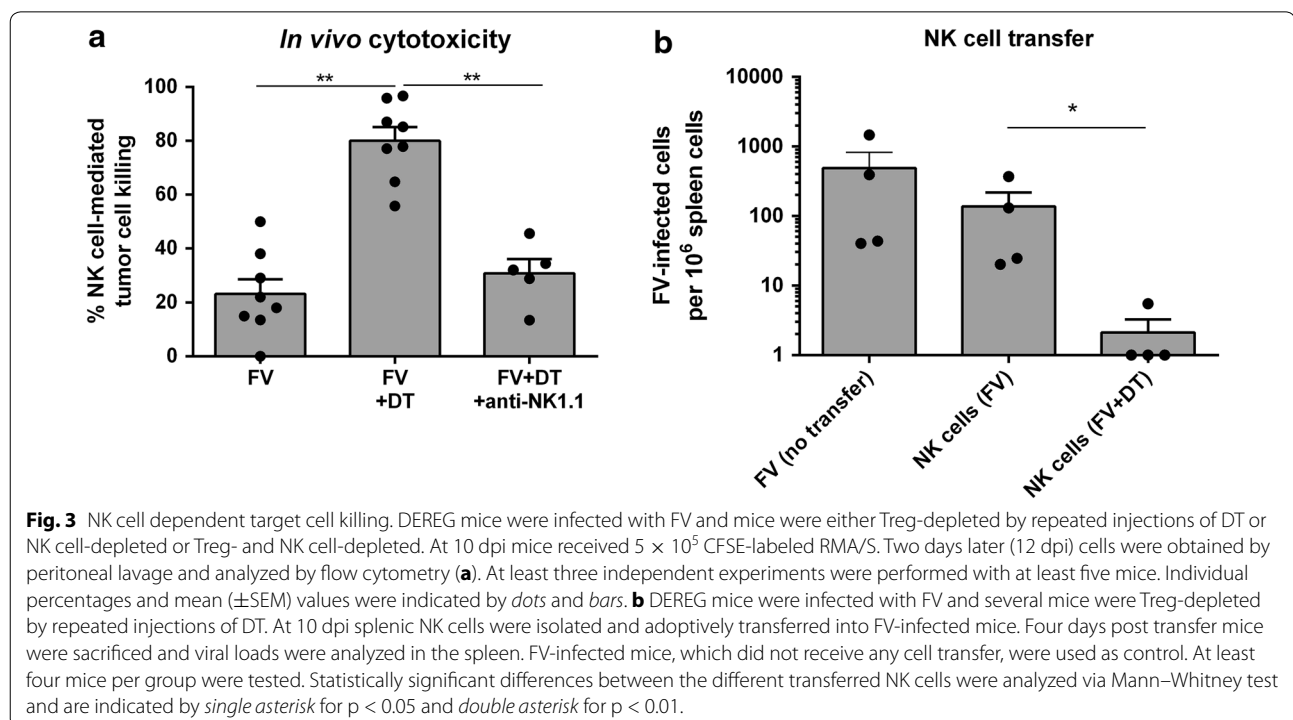 a
In vivo cytotoxicity
**
**
% NK cell-mediated
tumor cell killing
100
80
60
40
20
0
FV
FV
+DT
FV+DT
+anti-NK1.1
b
NK cell transfer
*
FV-infected cells
per 10⁶ spleen cells
10000
1000
100
10
1
FV (no transfer)
NK cells (FV)
NK cells (FV+DT)
Fig. 3 NK cell dependent target cell killing. DEREG mice were infected with FV and mice were either Treg-depleted by repeated injections of DT or
NK cell-depleted or Treg- and NK cell-depleted. At 10 dpi mice received 5 × 10⁵ CFSE-labeled RMA/S. Two days later (12 dpi) cells were obtained by
peritoneal lavage and analyzed by flow cytometry (a). At least three independent experiments were performed with at least five mice. Individual
percentages and mean (±SEM) values were indicated by dots and bars. b DEREG mice were infected with FV and several mice were Treg-depleted
by repeated injections of DT. At 10 dpi splenic NK cells were isolated and adoptively transferred into FV-infected mice. Four days post transfer mice
were sacrificed and viral loads were analyzed in the spleen. FV-infected mice, which did not receive any cell transfer, were used as control. At least
four mice per group were tested. Statistically significant differences between the different transferred NK cells were analyzed via Mann–Whitney test
and are indicated by single asterisk for p < 0.05 and double asterisk for p < 0.01.